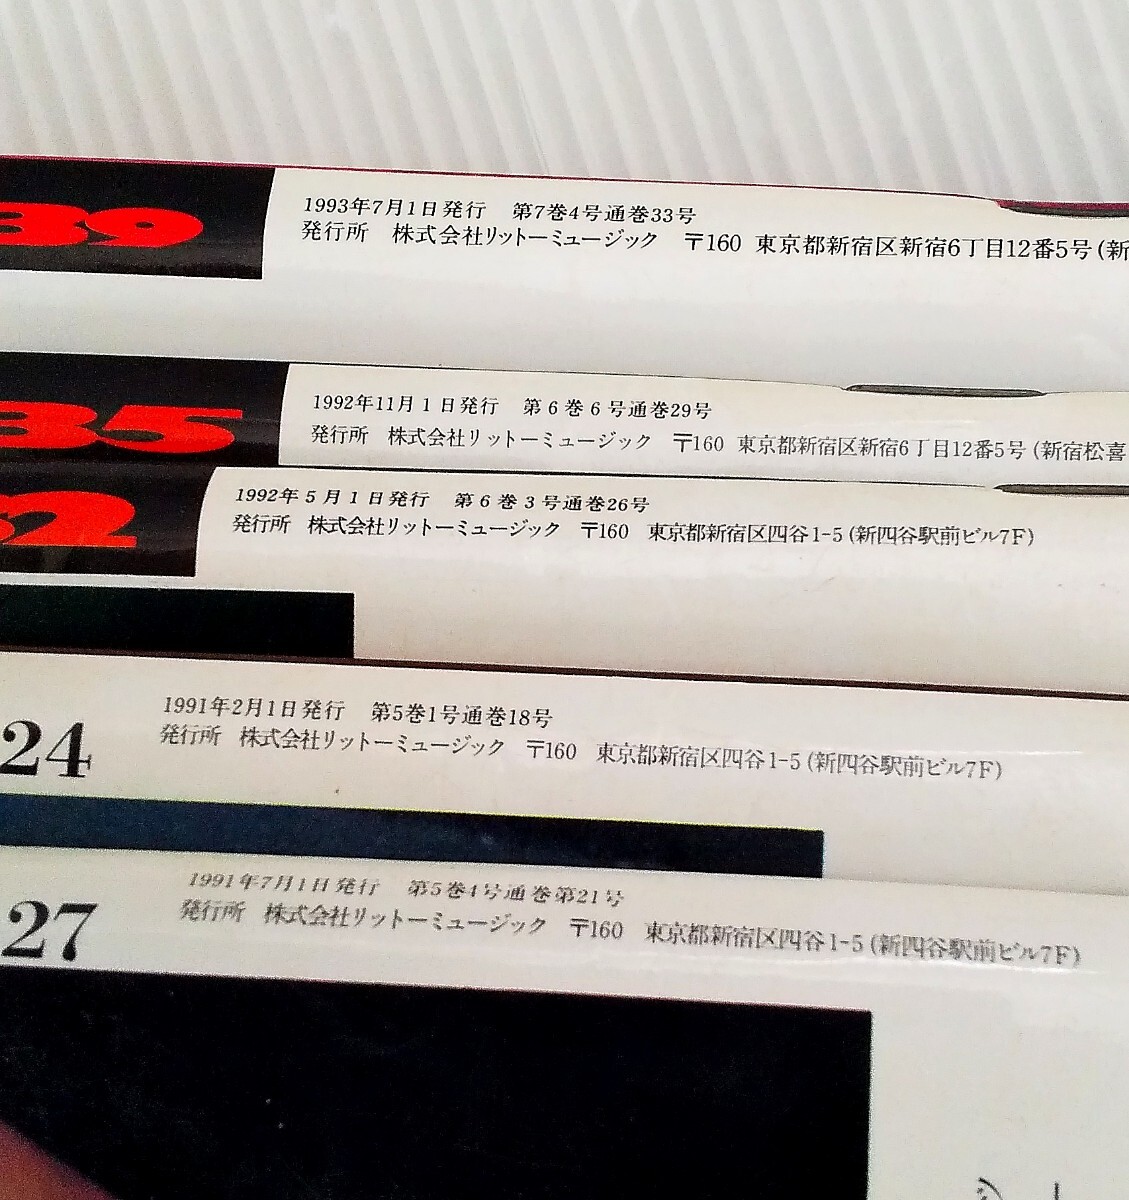 39
1993年7月1日発行 第7巻4号通巻33号
発行所 株式会社リットーミュージック 〒160 東京都新宿区新宿6丁目12番5号(新
35
1992年11月1日発行 第6巻6号通巻29号
発行所 株式会社リットーミュージック 〒160 東京都新宿区新宿6丁目12番5号(新宿松喜
32
1992年5月1日発行 第6巻3号通巻26号
発行所 株式会社リットーミュージック 〒160 東京都新宿区四谷1-5(新四谷駅前ビル7F)
24
1991年2月1日発行 第5巻1号通巻18号
発行所 株式会社リットーミュージック 〒160 東京都新宿区四谷1-5(新四谷駅前ビル7F)
27
1991年7月1日発行 第5巻4号通巻第21号
発行所 株式会社リットーミュージック 〒160 東京都新宿区四谷1-5(新四谷駅前ビル7F)